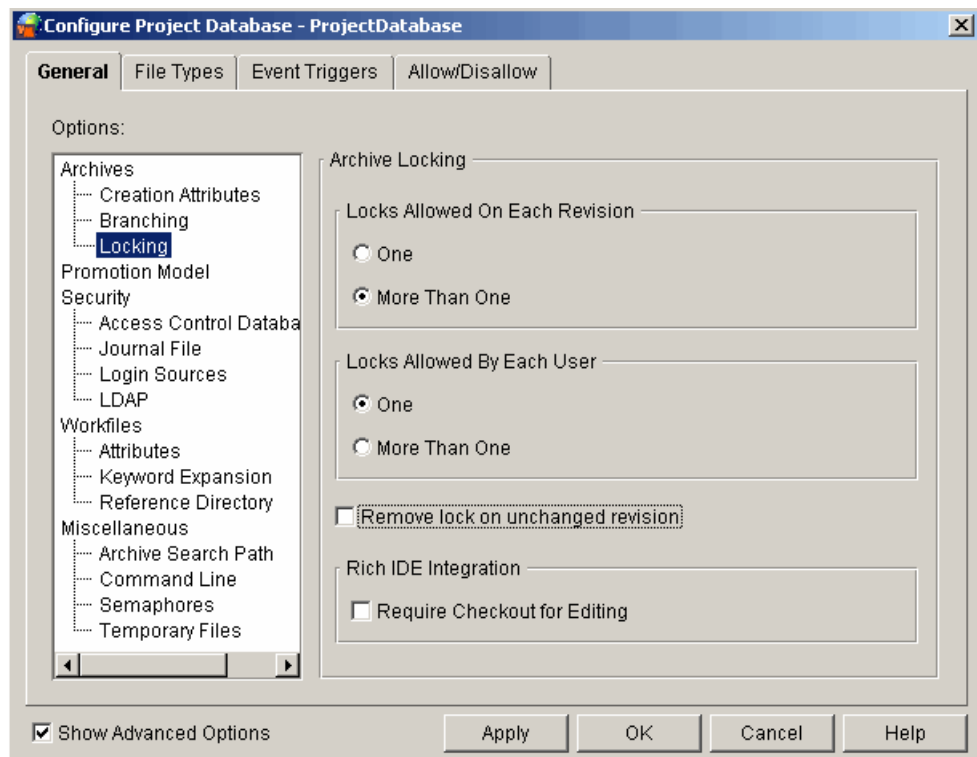 Configure Project Database - ProjectDatabase
General File Types Event Triggers Allow/Disallow
Options:
Archives
Creation Attributes
Branching
Locking
Promotion Model
Security
Access Control Databa
Journal File
Login Sources
LDAP
Workfiles
Attributes
Keyword Expansion
Reference Directory
Miscellaneous
Archive Search Path
Command Line
Semaphores
Temporary Files
Archive Locking
Locks Allowed On Each Revision
One
More Than One
Locks Allowed By Each User
One
More Than One
Remove lock on unchanged revision
Rich IDE Integration
Require Checkout for Editing
Show Advanced Options
Apply OK Cancel Help